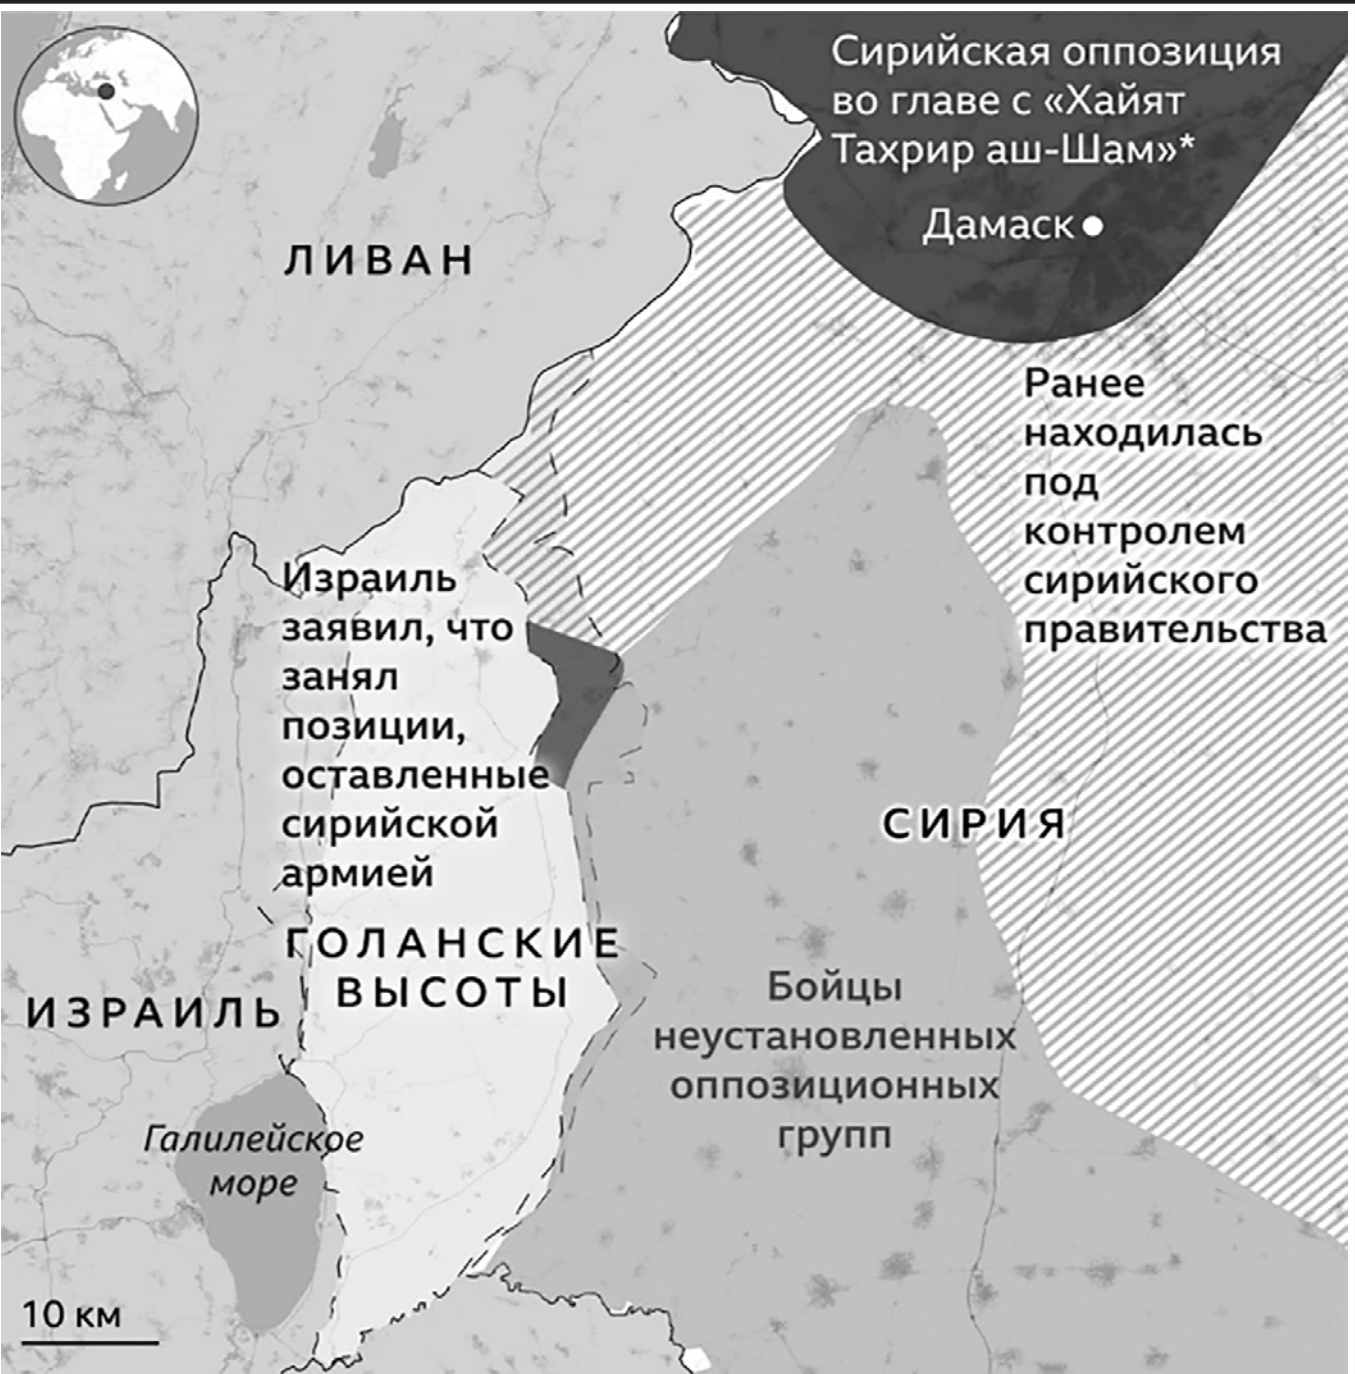 Сирийская оппозиция
во главе с «Хайят
Тахрир аш-Шам»*
Дамаск
ЛИВАН
Ранее
находилась
под
контролем
сирийского
правительства
Израиль
заявил, что
занял
позиции,
оставленные
сирийской
армией
СИРИЯ
ГОЛАНСКИЕ
ВЫСОТЫ
ИЗРАИЛЬ
Бойцы
неустановленных
оппозиционных
групп
Галилейское
море
10 км